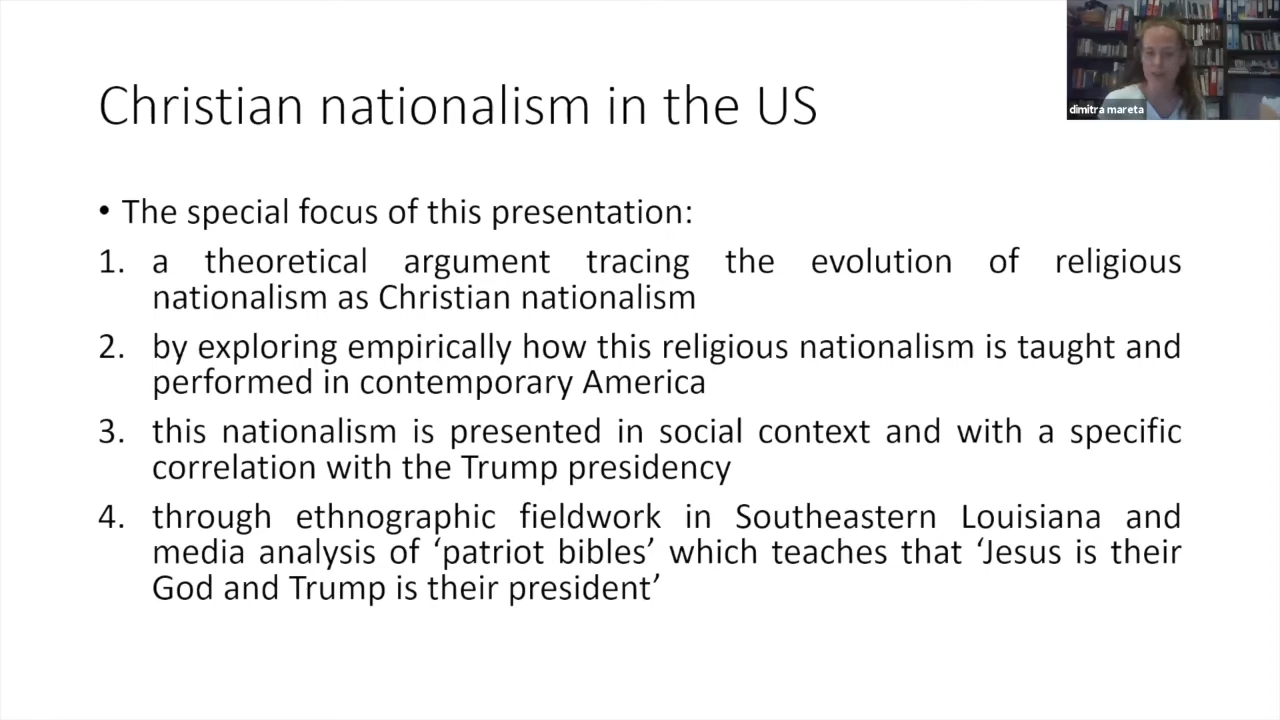 Christian nationalism in the US
dimitra mareta
• The special focus of this presentation:
1. a theoretical argument tracing the evolution of religious
nationalism as Christian nationalism
2. by exploring empirically how this religious nationalism is taught and
performed in contemporary America
3. this nationalism is presented in social context and with a specific
correlation with the Trump presidency
4. through ethnographic fieldwork in Southeastern Louisiana and
media analysis of ‘patriot bibles’ which teaches that ‘Jesus is their
God and Trump is their president’